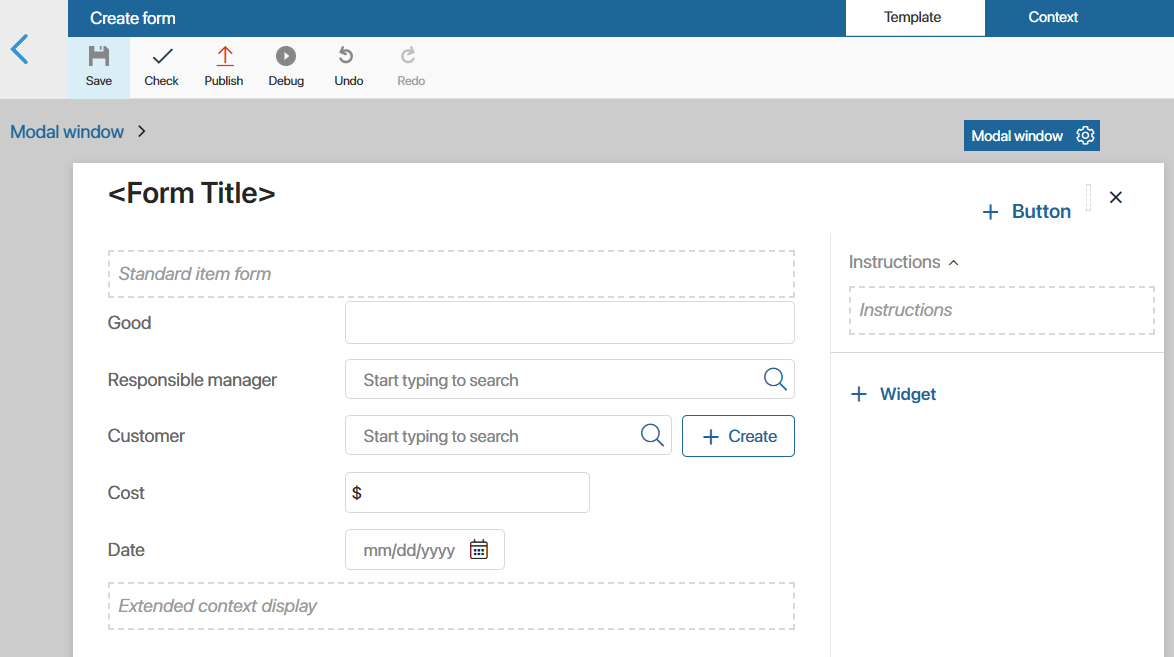 Create form
Template
Context
Save
Check
Publish
Debug
Undo
Redo
Modal window
Modal window
<Form Title>
+ Button
Standard item form
Instructions
Instructions
Good
Responsible manager
Start typing to search
+ Widget
Customer
Start typing to search
+ Create
Cost
$
Date
mm/dd/yyyy
Extended context display